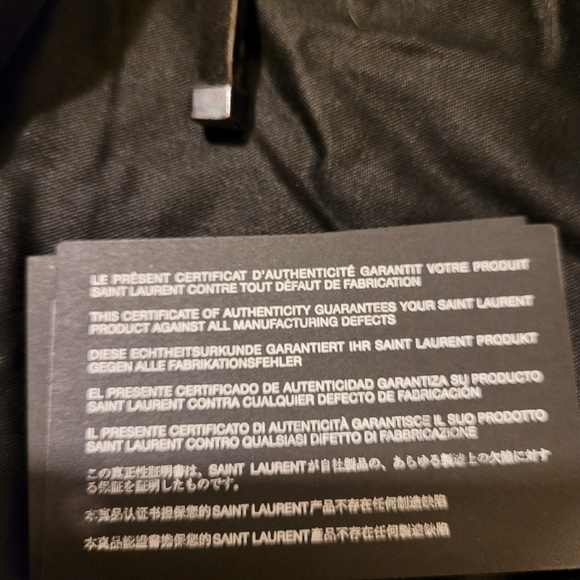 LE PRÉSENT CERTIFICAT D'AUTHENTICITÉ GARANTIT VOTRE PRODUIT
SAINT LAURENT CONTRE TOUT DÉFAUT DE FABRICATION
THIS CERTIFICATE OF AUTHENTICITY GUARANTEES YOUR SAINT LAURENT
PRODUCT AGAINST ALL MANUFACTURING DEFECTS
DIESE ECHTHEITSURKUNDE GARANTIERT IHR SAINT LAURENT PRODUKT
GEGEN ALLE FABRIKATIONSFEHLER
EL PRESENTE CERTIFICADO DE AUTENTICIDAD GARANTIZA SU PRODUCTO
SAINT LAURENT CONTRA CUALQUIER DEFECTO DE FABRICACIÓN
IL PRESENTE CERTIFICATO DI AUTENTICITÀ GARANTISCE IL SUO PRODOTTO
SAINT LAURENT CONTRO QUALSIASI DIFETTO DI FABBRICAZIONE
この真正性証明書は、SAINT LAURENTが自社製品の、あらゆる製造上の欠陥に対す
る保証を証明したものです。
本真品认证书担保您的SAINT LAURENT产品不存在任何制造缺陷
本真品認證書擔保您的SAINT LAURENT產品不存在任何製造缺陷